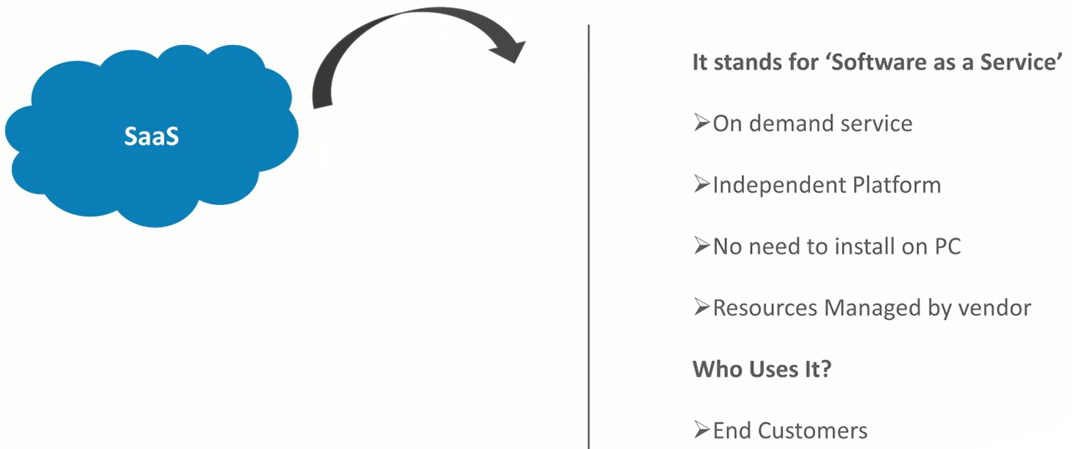 SaaS
It stands for ‘Software as a Service’
➢On demand service
➢Independent Platform
➢No need to install on PC
➢Resources Managed by vendor
Who Uses It?
➢End Customers